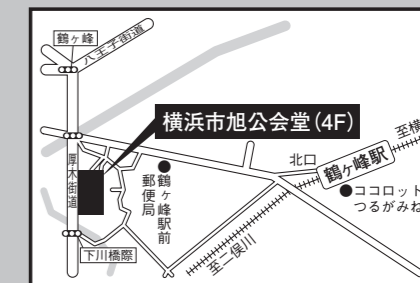 鶴ヶ峰
八王子街道
横浜市旭公会堂(4F)
至横
北口
鶴ヶ峰駅
厚木街道
鶴ヶ峰駅前
郵便局
ココロット
つるがみね
至二俣川
下川橋際